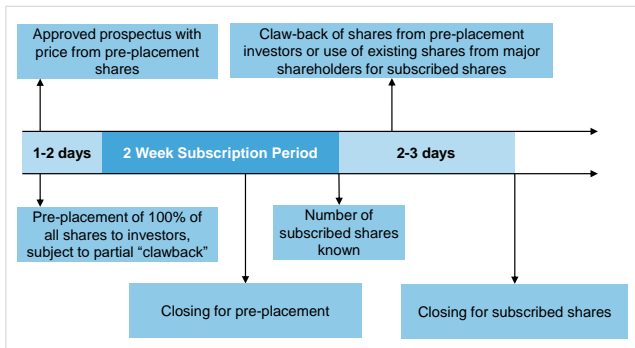 Approved prospectus with
price from pre-placement
shares
Claw-back of shares from pre-placement
investors or use of existing shares from major
shareholders for subscribed shares
1-2 days
2 Week Subscription Period
2-3 days
Pre-placement of 100% of
all shares to investors,
subject to partial “clawback”
Number of
subscribed shares
known
Closing for pre-placement
Closing for subscribed shares